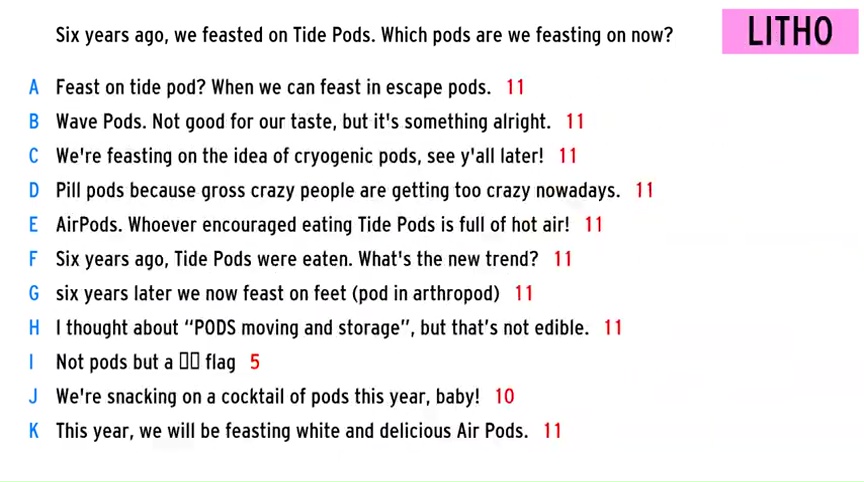 LITHO
Six years ago, we feasted on Tide Pods. Which pods are we feasting on now?
A Feast on tide pod? When we can feast in escape pods. 11
B Wave Pods. Not good for our taste, but it's something alright. 11
C We're feasting on the idea of cryogenic pods, see y'all later! 11
D Pill pods because gross crazy people are getting too crazy nowadays. 11
E AirPods. Whoever encouraged eating Tide Pods is full of hot air! 11
F Six years ago, Tide Pods were eaten. What's the new trend? 11
G six years later we now feast on feet (pod in arthropod) 11
H I thought about “PODS moving and storage”, but that’s not edible. 11
I Not pods but a ▯▯ flag 5
J We're snacking on a cocktail of pods this year, baby! 10
K This year, we will be feasting white and delicious Air Pods. 11